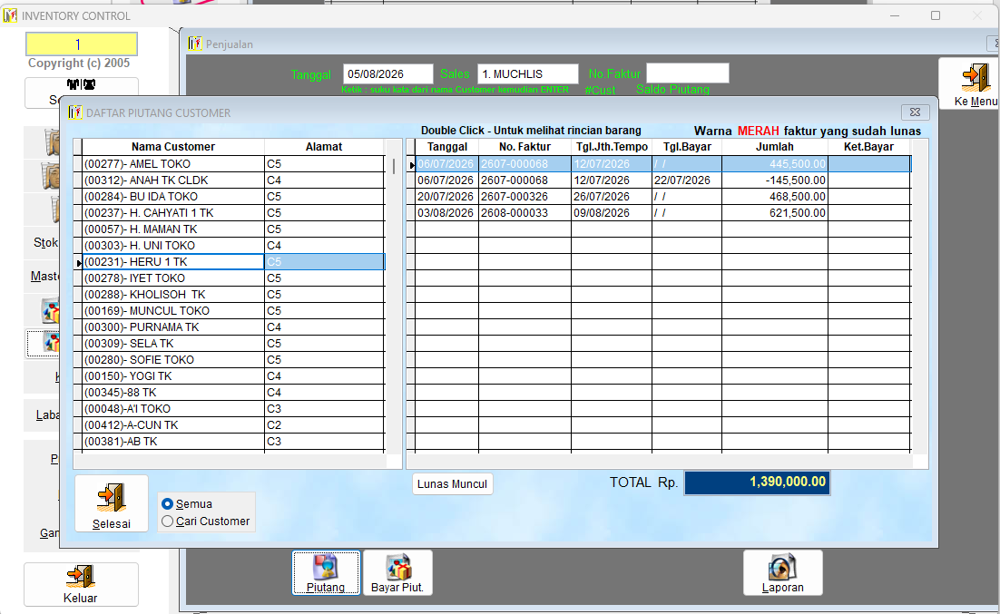 INVENTORY CONTROL
1
Copyright (c) 2005
Penjualan
Tanggal 05/08/2026 Sales 1. MUCHLIS No.Faktur
Ketik : suku kata dari nama Customer kemudian ENTER #Cust Saldo Piutang
Ke Menu
DAFTAR PIUTANG CUSTOMER
Double Click - Untuk melihat rincian barang Warna MERAH faktur yang sudah lunas
Nama Customer Alamat
(00277)- AMEL TOKO C5
(00312)- ANAH TK CLDK C4
(00284)- BU IDA TOKO C5
(00237)- H. CAHYATI 1 TK C5
(00057)- H. MAMAN TK C5
(00303)- H. UNI TOKO C4
(00231)- HERU 1 TK C5
(00278)- IYET TOKO C5
(00288)- KHOLISOH  TK C5
(00169)- MUNCUL TOKO C5
(00300)- PURNAMA TK C4
(00309)- SELA TK C5
(00280)- SOFIE TOKO C5
(00150)- YOGI TK C4
(00345)-88 TK C4
(00048)-A'I TOKO C3
(00412)-A-CUN TK C2
(00381)-AB TK C3
Tanggal No. Faktur Tgl.Jth.Tempo Tgl.Bayar Jumlah Ket.Bayar
06/07/2026 2607-000068 12/07/2026 / / 445,500.00
06/07/2026 2607-000068 12/07/2026 22/07/2026 -145,500.00
20/07/2026 2607-000326 26/07/2026 / / 468,500.00
03/08/2026 2608-000033 09/08/2026 / / 621,500.00
Lunas Muncul
TOTAL Rp. 1,390,000.00
Selesai
Semua
Cari Customer
Stok
Piutang
Bayar Piut.
Laporan
Keluar